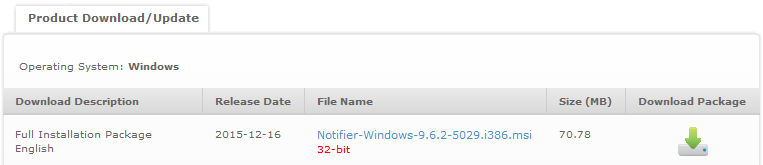 Product Download/Update
Operating System: Windows
Download Description Release Date File Name Size (MB) Download Package
Full Installation Package 2015-12-16 Notifier-Windows-9.6.2-5029.i386.msi 70.78
English 32-bit